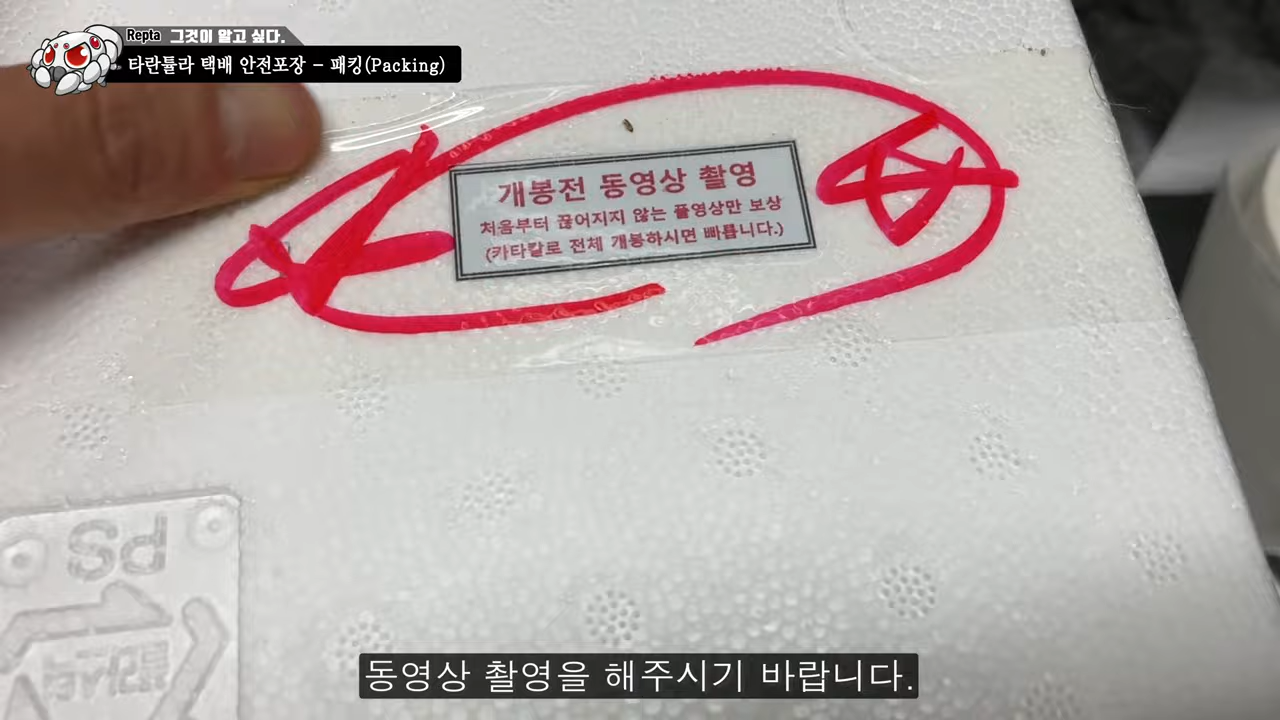 Repta 그것이 알고 싶다.
타란튤라 택배 안전포장 - 패킹(Packing)
개봉전 동영상 촬영
처음부터 끊어지지 않는 풀영상만 보상
(카타칼로 전체 개봉하시면 빠릅니다.)
PS
동영상 촬영을 해주시기 바랍니다.